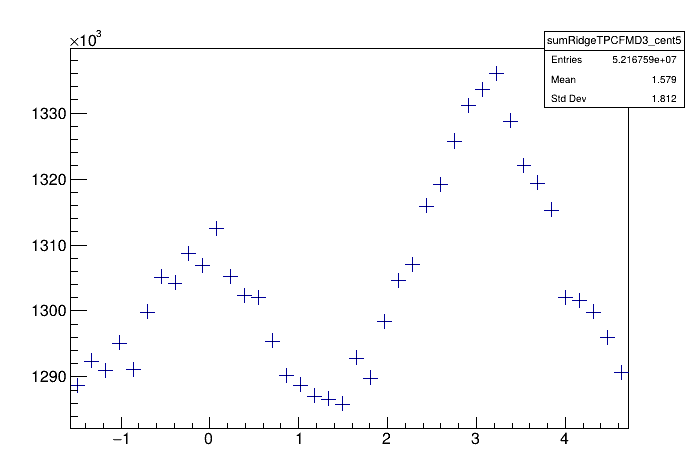 ×10³
sumRidgeTPCFMD3_cent5
Entries 5.216759e+07
Mean 1.579
Std Dev 1.812
1330
1320
1310
1300
1290
−1 0 1 2 3 4